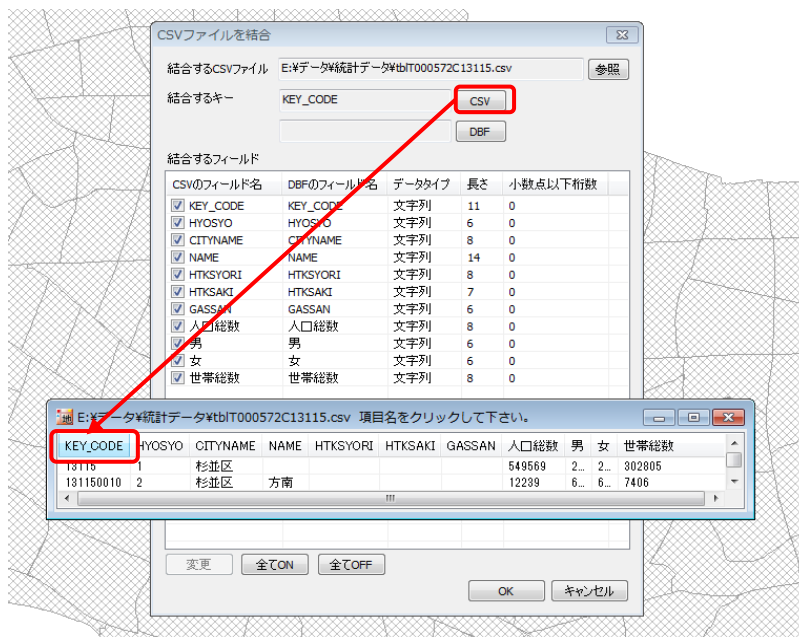 CSVファイルを結合
結合するCSVファイル E:¥データ¥統計データ¥tblT000572C13115.csv 参照
結合するキー KEY_CODE CSV
DBF
結合するフィールド
CSVのフィールド名 DBFのフィールド名 データタイプ 長さ 小数点以下桁数
KEY_CODE KEY_CODE 文字列 11 0
HYOSYO HYOSYO 文字列 6 0
CITYNAME CITYNAME 文字列 8 0
NAME NAME 文字列 14 0
HTKSYORI HTKSYORI 文字列 8 0
HTKSAKI HTKSAKI 文字列 7 0
GASSAN GASSAN 文字列 6 0
人口総数 人口総数 文字列 8 0
男 男 文字列 6 0
女 女 文字列 6 0
世帯総数 世帯総数 文字列 8 0
E:¥データ¥統計データ¥tblT000572C13115.csv 項目名をクリックして下さい。
KEY_CODE HYOSYO CITYNAME NAME HTKSYORI HTKSAKI GASSAN 人口総数 男 女 世帯総数
13115 1 杉並区 549569 2... 2... 302805
131150010 2 杉並区 方南 12239 6... 6... 7406
変更 全てON 全てOFF
OK キャンセル